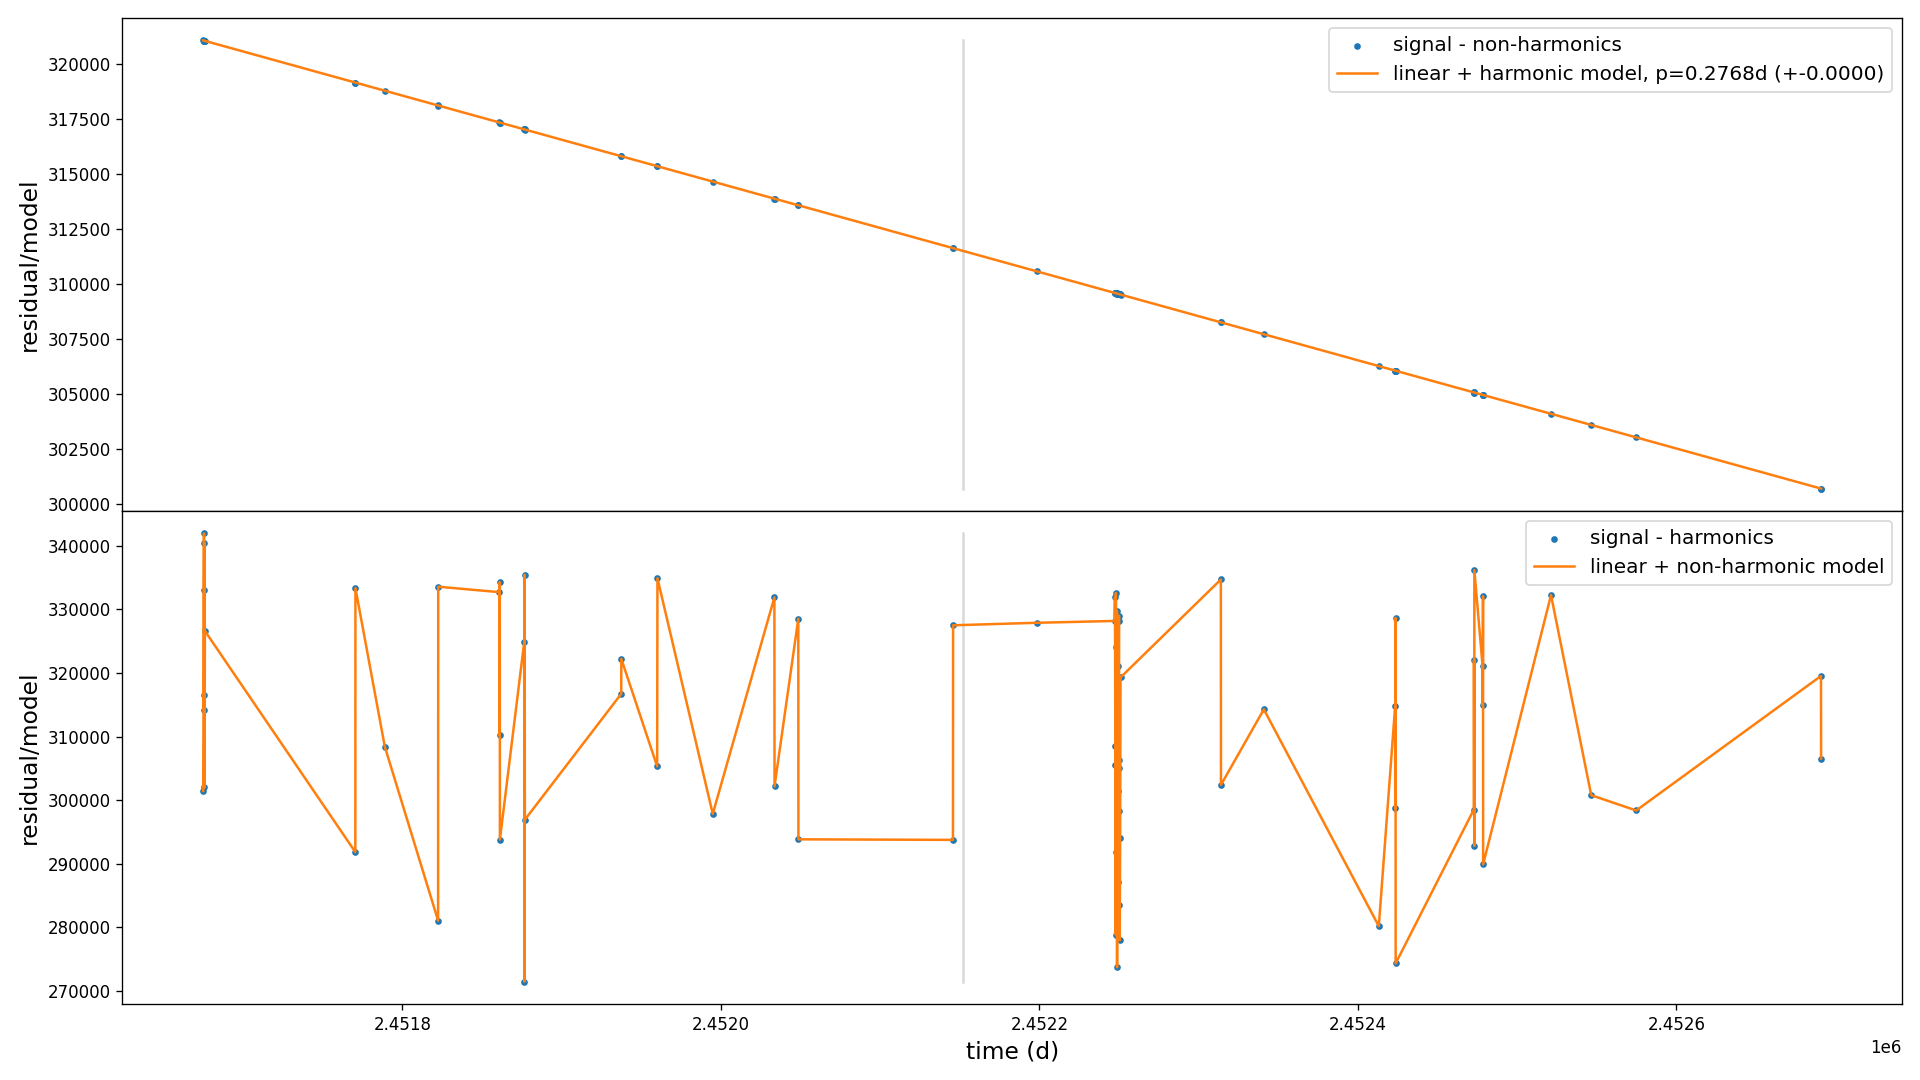 residual/model
320000
317500
315000
312500
310000
307500
305000
302500
300000
signal - non-harmonics
linear + harmonic model, p=0.2768d (+-0.0000)
residual/model
340000
330000
320000
310000
300000
290000
280000
270000
signal - harmonics
linear + non-harmonic model
2.4518 2.4520 2.4522 2.4524 2.4526
time (d)
1e6